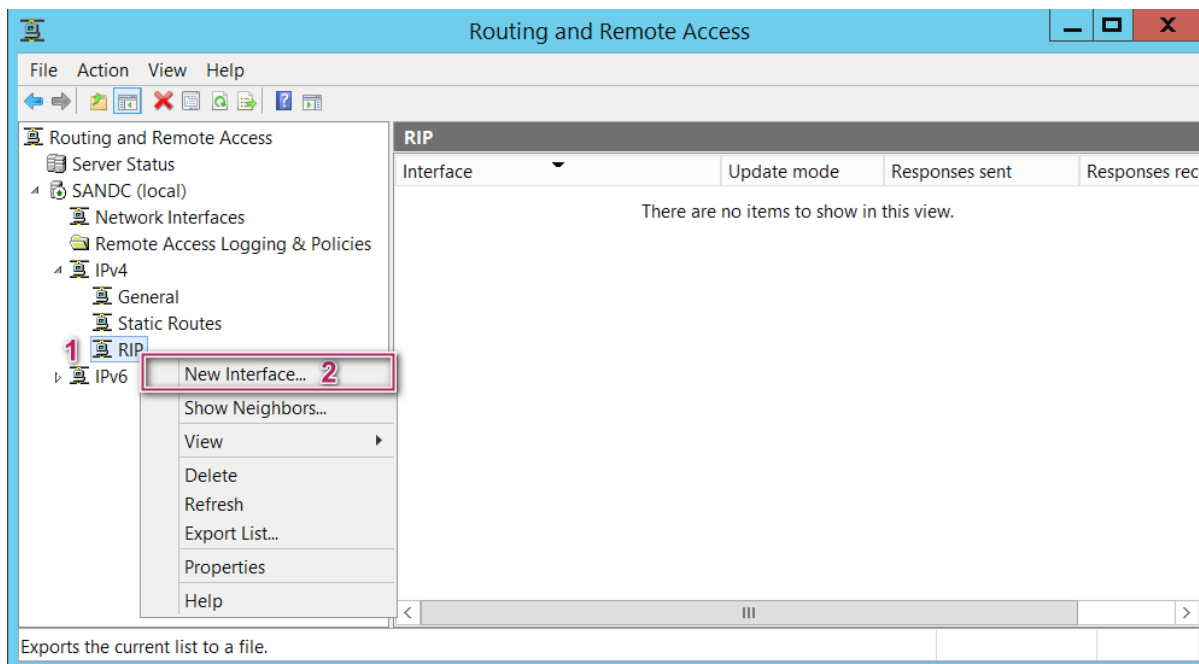 Routing and Remote Access
X
File Action View Help
Routing and Remote Access
Server Status
SANDC (local)
Network Interfaces
Remote Access Logging & Policies
IPv4
General
Static Routes
1 RIP
IPv6
New Interface... 2
Show Neighbors...
View
Delete
Refresh
Export List...
Properties
Help
RIP
Interface Update mode Responses sent Responses rec
There are no items to show in this view.
Exports the current list to a file.